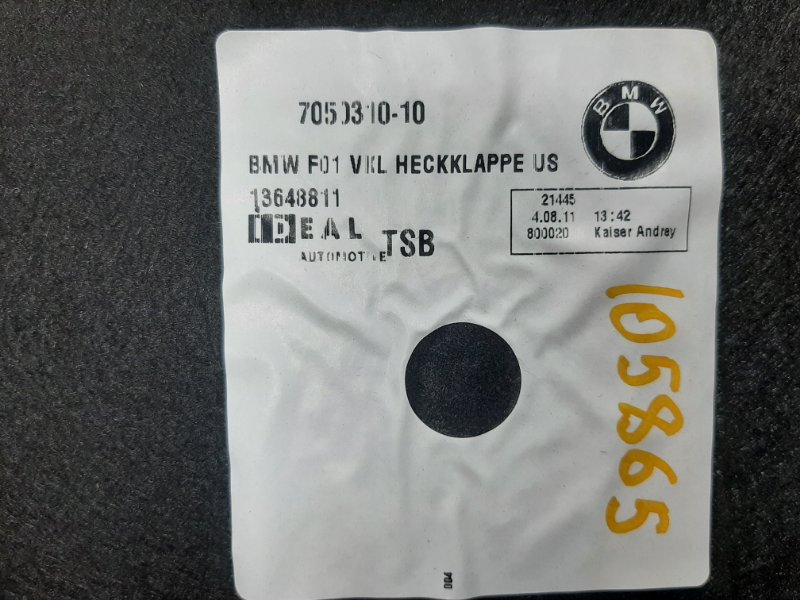 BMW
7050310-10
BMW F01 VKL HECKKLAPPE US
13648811
IDEAL
AUTOMOTIVE
TSB
21445
4.08.11 13:42
800020 Kaiser Andrey
105865
004